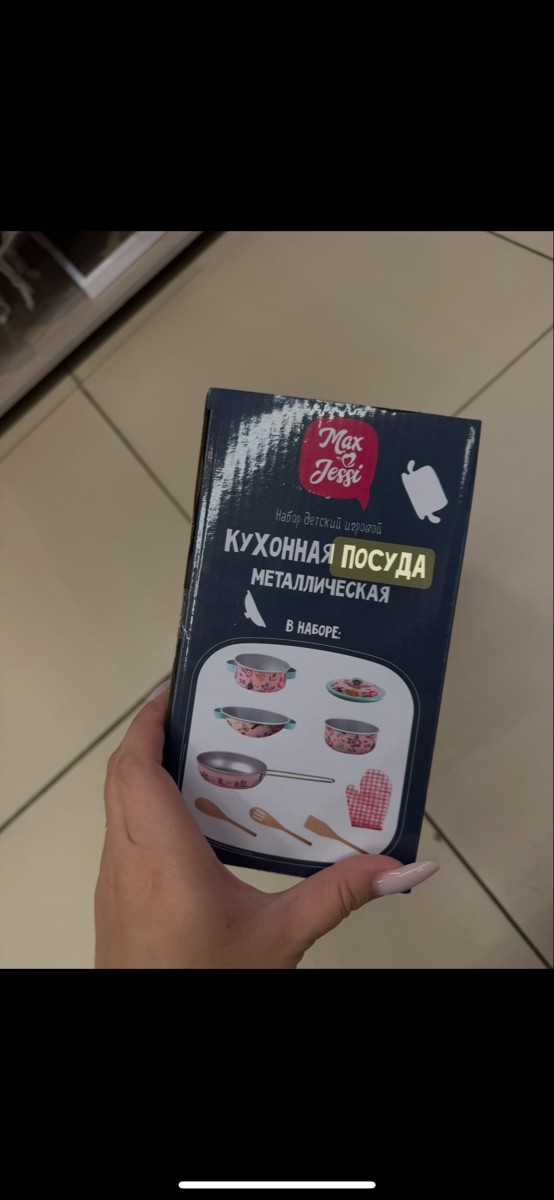 Max
Jessi
Набор детский игровой
КУХОННАЯ ПОСУДА
МЕТАЛЛИЧЕСКАЯ
В НАБОРЕ: